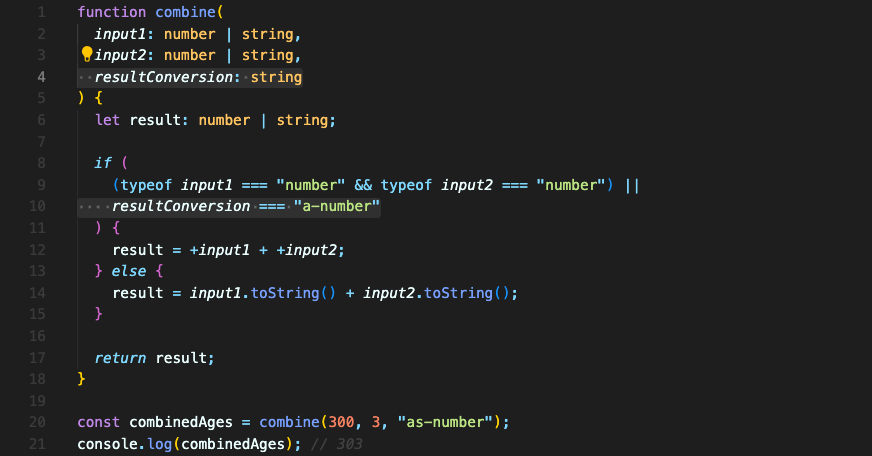 1 function combine(
2 input1: number | string,
3 input2: number | string,
4 resultConversion: string
5 ) {
6 let result: number | string;
7
8 if (
9 (typeof input1 === "number" && typeof input2 === "number") ||
10 resultConversion === "a-number"
11 ) {
12 result = +input1 + +input2;
13 } else {
14 result = input1.toString() + input2.toString();
15 }
16
17 return result;
18 }
19
20 const combinedAges = combine(300, 3, "as-number");
21 console.log(combinedAges); // 303